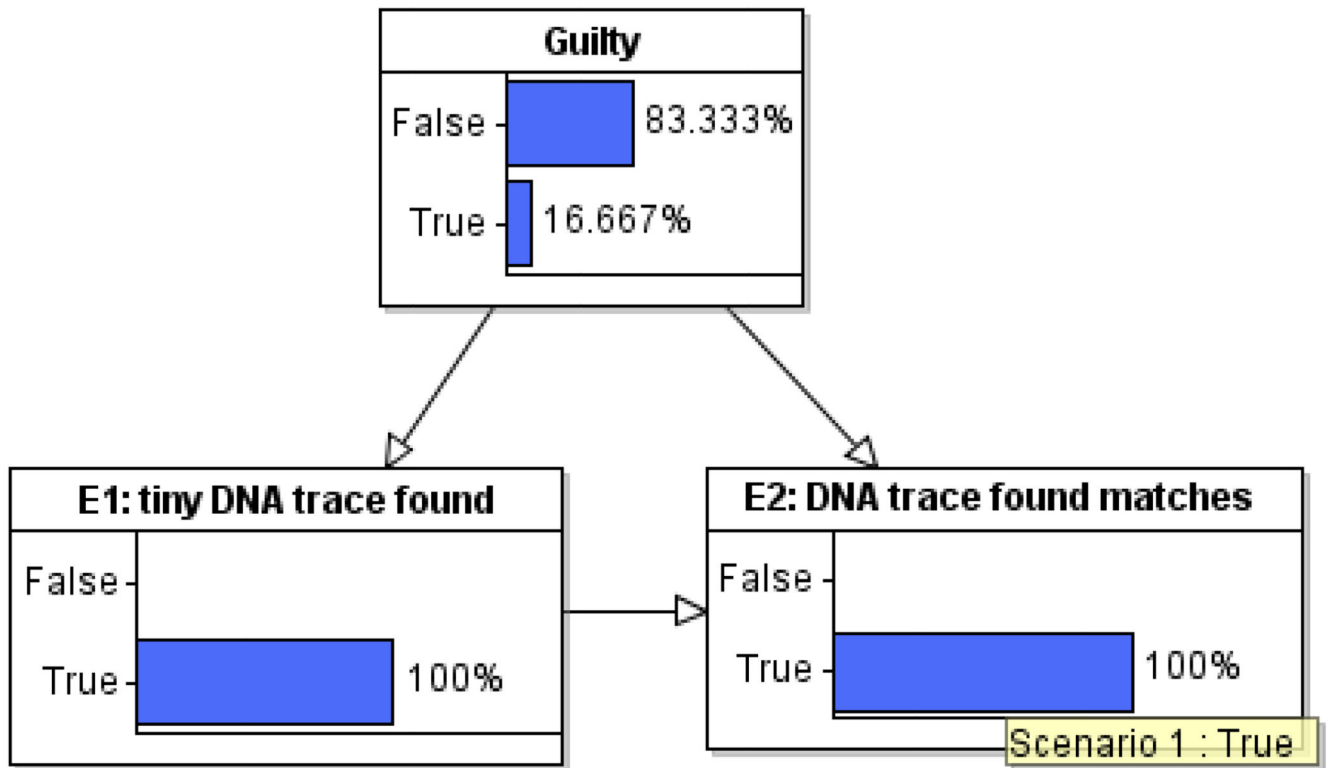 Guilty
False 83.333%
True 16.667%
E1: tiny DNA trace found
False
True 100%
E2: DNA trace found matches
False
True 100%
Scenario 1 : True